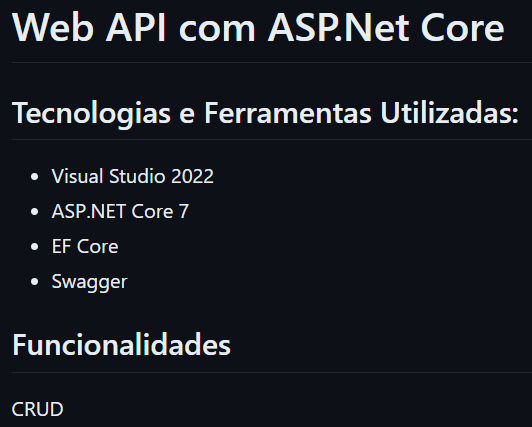 Web API com ASP.Net Core
Tecnologias e Ferramentas Utilizadas:
Visual Studio 2022
ASP.NET Core 7
EF Core
Swagger
Funcionalidades
CRUD